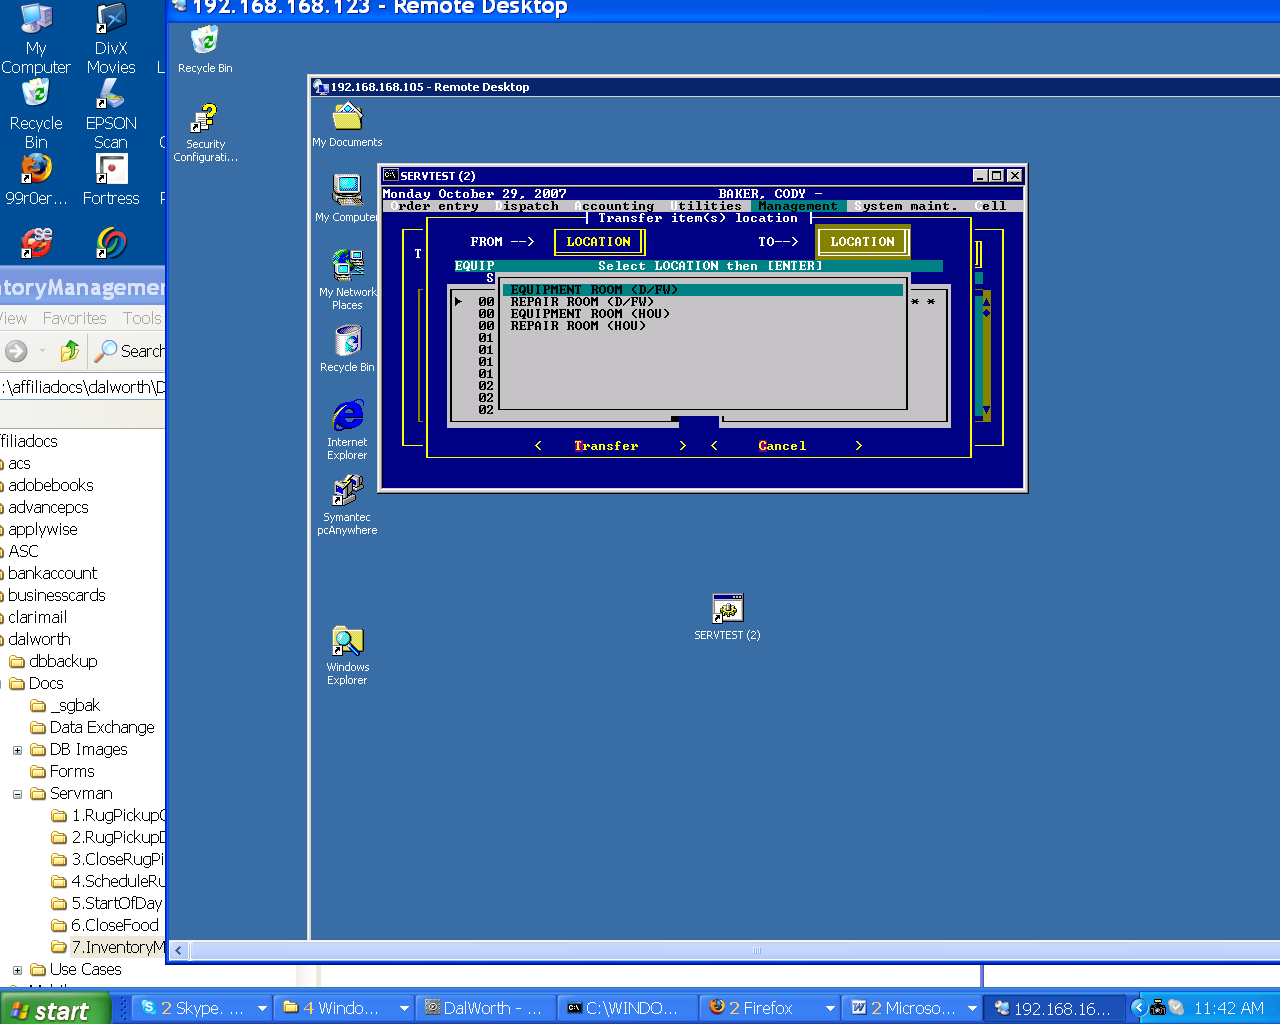 192.168.168.123 - Remote Desktop
My Computer
DivX Movies
Recycle Bin
EPSON Scan
99r0er...
Fortress
Recycle Bin
Security Configurati...
192.168.168.105 - Remote Desktop
My Documents
My Computer
My Network Places
Recycle Bin
Internet Explorer
Symantec pcAnywhere
Windows Explorer
SERVTEST (2)
SERVTEST (2)
Monday October 29, 2007 BAKER, CODY -
Order entry Dispatch Accounting Utilities Management System maint. Cell
Transfer item(s) location
FROM --> LOCATION TO--> LOCATION
T
EQUIP Select LOCATION then [ENTER]
S
EQUIPMENT ROOM (D/FW)
00 REPAIR ROOM (D/FW) * *
00 EQUIPMENT ROOM (HOU)
00 REPAIR ROOM (HOU)
01
01
01
01
02
02
02
< Transfer > < Cancel >
toryManagemen
View Favorites Tools
Search
:\affiliadocs\dalworth\D
ffiliadocs
acs
adobebooks
advancepcs
applywise
ASC
bankaccount
businesscards
clarimail
dalworth
dbbackup
Docs
_sgbak
Data Exchange
DB Images
Forms
Servman
1.RugPickupC
2.RugPickupD
3.CloseRugPi
4.ScheduleRu
5.StartOfDay
6.CloseFood
7.InventoryM
Use Cases
start
2 Skype. ...
4 Windo...
DalWorth - ...
C:\WINDO...
2 Firefox
2 Microso...
192.168.16...
11:42 AM